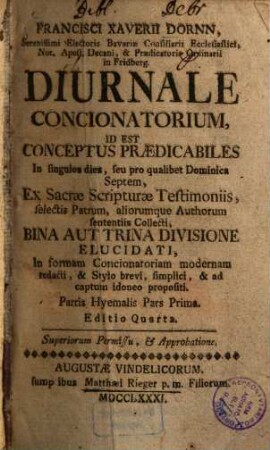 FRANCISCI XAVERII DORNN,
Serenissimi Electoris Bavariæ Consiliarii Ecclesiastici,
Not. Apost. Decani, & Prædicatoris Ordinarii
in Fridberg.
DIURNALE
CONCIONATORIUM,
ID EST
CONCEPTUS PRÆDICABILES
In singulos dies, seu pro qualibet Dominica
Septem,
Ex Sacræ Scripturæ Testimoniis,
selectis Patrum, aliorumque Authorum
sententiis Collecti,
BINA AUT TRINA DIVISIONE
ELUCIDATI,
In formam Concionatoriam modernam
redacti, & Stylo brevi, simplici, & ad
captum idoneo propositi.
Partis Hyemalis Pars Prima.
Editio Quarta.
Superiorum Permissu, & Approbatione.
AUGUSTÆ VINDELICORUM.
sumptibus Matthæi Rieger p. m. Filiorum.
MDCCLXXXI.